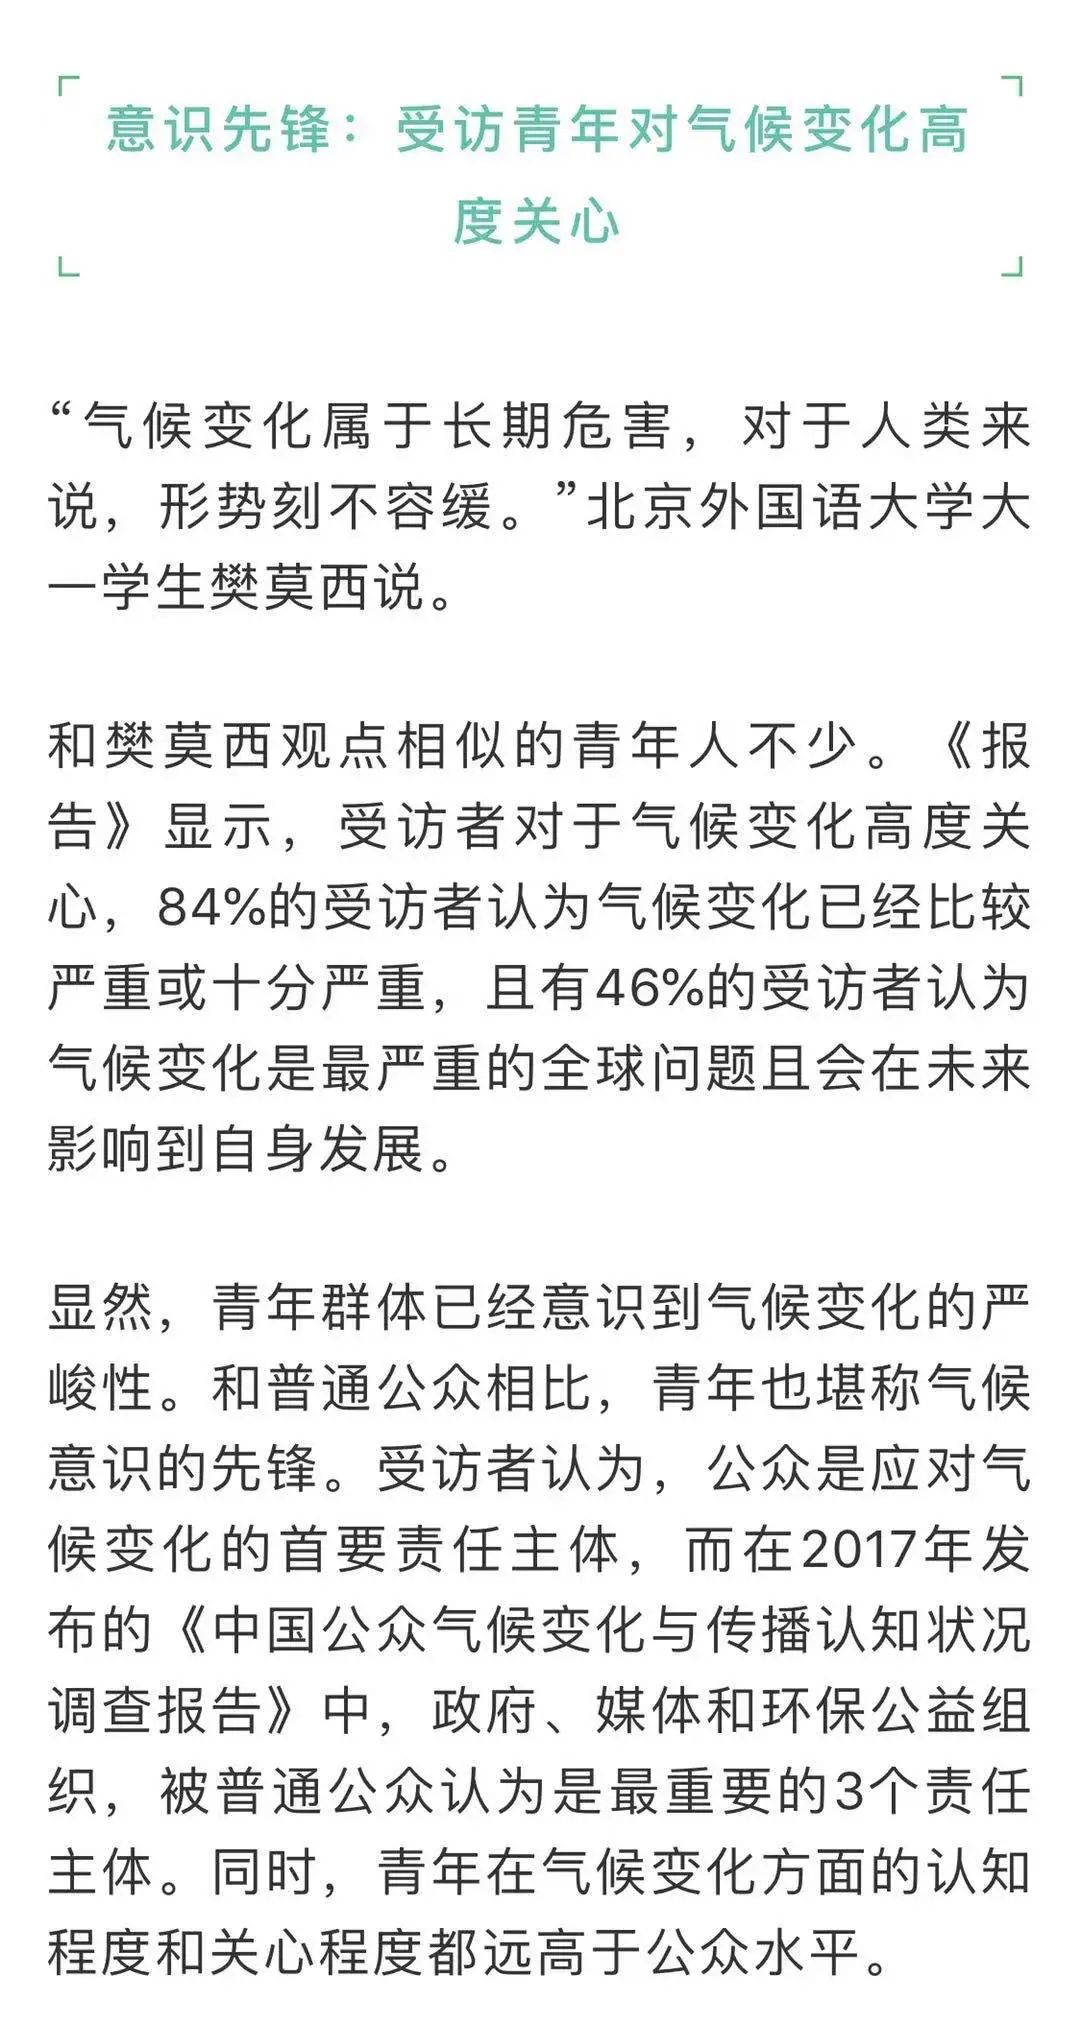 意识先锋：受访青年对气候变化高
度关心
“气候变化属于长期危害，对于人类来
说，形势刻不容缓。”北京外国语大学大
一学生樊莫西说。
和樊莫西观点相似的青年人不少。《报
告》显示，受访者对于气候变化高度关
心，84%的受访者认为气候变化已经比较
严重或十分严重，且有46%的受访者认为
气候变化是最严重的全球问题且会在未来
影响到自身发展。
显然，青年群体已经意识到气候变化的严
峻性。和普通公众相比，青年也堪称气候
意识的先锋。受访者认为，公众是应对气
候变化的首要责任主体，而在2017年发
布的《中国公众气候变化与传播认知状况
调查报告》中，政府、媒体和环保公益组
织，被普通公众认为是最重要的3个责任
主体。同时，青年在气候变化方面的认知
程度和关心程度都远高于公众水平。